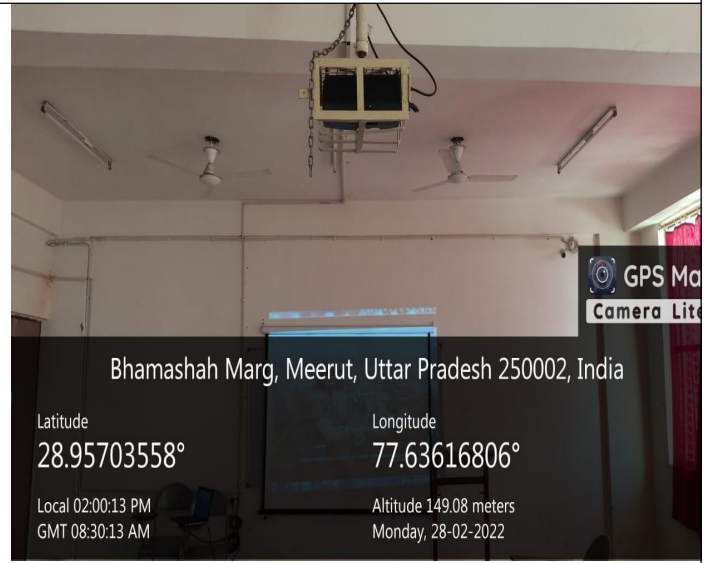 GPS Ma
Camera Lite
Bhamashah Marg, Meerut, Uttar Pradesh 250002, India
Latitude
28.95703558°
Longitude
77.63616806°
Local 02:00:13 PM
GMT 08:30:13 AM
Altitude 149.08 meters
Monday, 28-02-2022